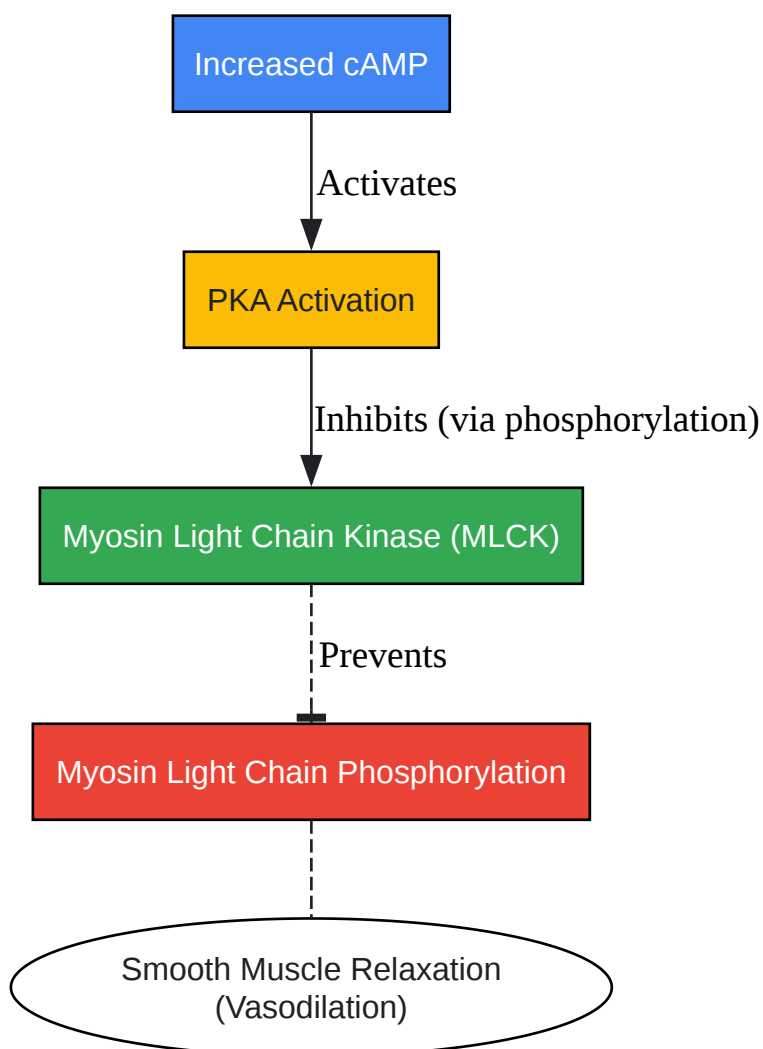 Increased cAMP
Activates
PKA Activation
Inhibits (via phosphorylation)
Myosin Light Chain Kinase (MLCK)
Prevents
Myosin Light Chain Phosphorylation
Smooth Muscle Relaxation
(Vasodilation)